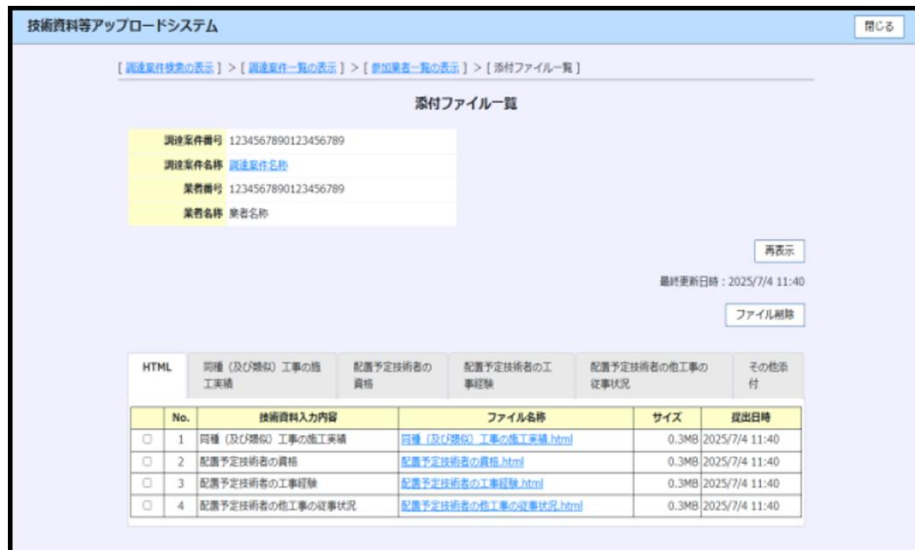 技術資料等アップロードシステム 閉じる
[ 調達案件検索の表示 ] > [ 調達案件一覧の表示 ] > [ 参加業者一覧の表示 ] > [ 添付ファイル一覧 ]
添付ファイル一覧
調達案件番号 1234567890123456789
調達案件名称 調達案件名称
業者番号 1234567890123456789
業者名称 業者名称
再表示
最終更新日時：2025/7/4 11:40
ファイル削除
HTML
同種（及び類似）工事の施
工実績
配置予定技術者の
資格
配置予定技術者の工
事経験
配置予定技術者の他工事の
従事状況
その他添
付
No. 技術資料入力内容 ファイル名称 サイズ 提出日時
1 同種（及び類似）工事の施工実績 同種（及び類似）工事の施工実績.html 0.3MB 2025/7/4 11:40
2 配置予定技術者の資格 配置予定技術者の資格.html 0.3MB 2025/7/4 11:40
3 配置予定技術者の工事経験 配置予定技術者の工事経験.html 0.3MB 2025/7/4 11:40
4 配置予定技術者の他工事の従事状況 配置予定技術者の他工事の従事状況.html 0.3MB 2025/7/4 11:40